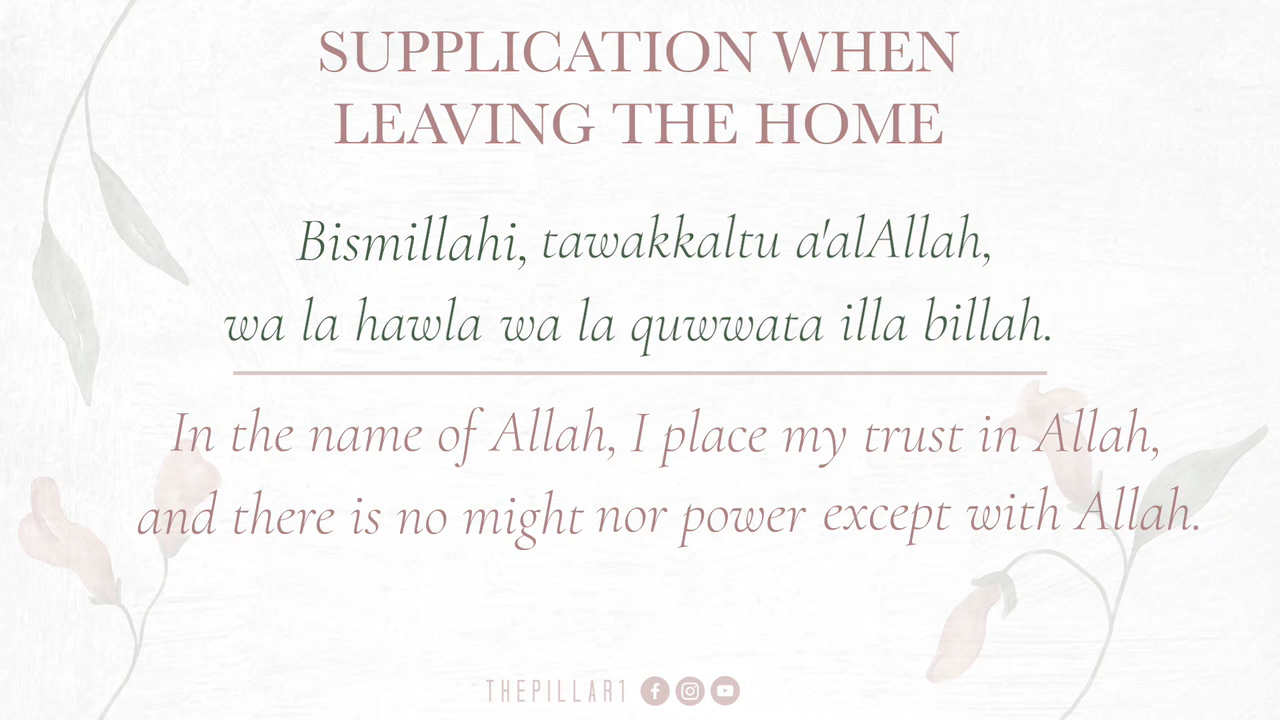 SUPPLICATION WHEN
LEAVING THE HOME
Bismillahi, tawakkaltu a'alAllah,
wa la hawla wa la quwwata illa billah.
In the name of Allah, I place my trust in Allah,
and there is no might nor power except with Allah.
THEPILLAR1